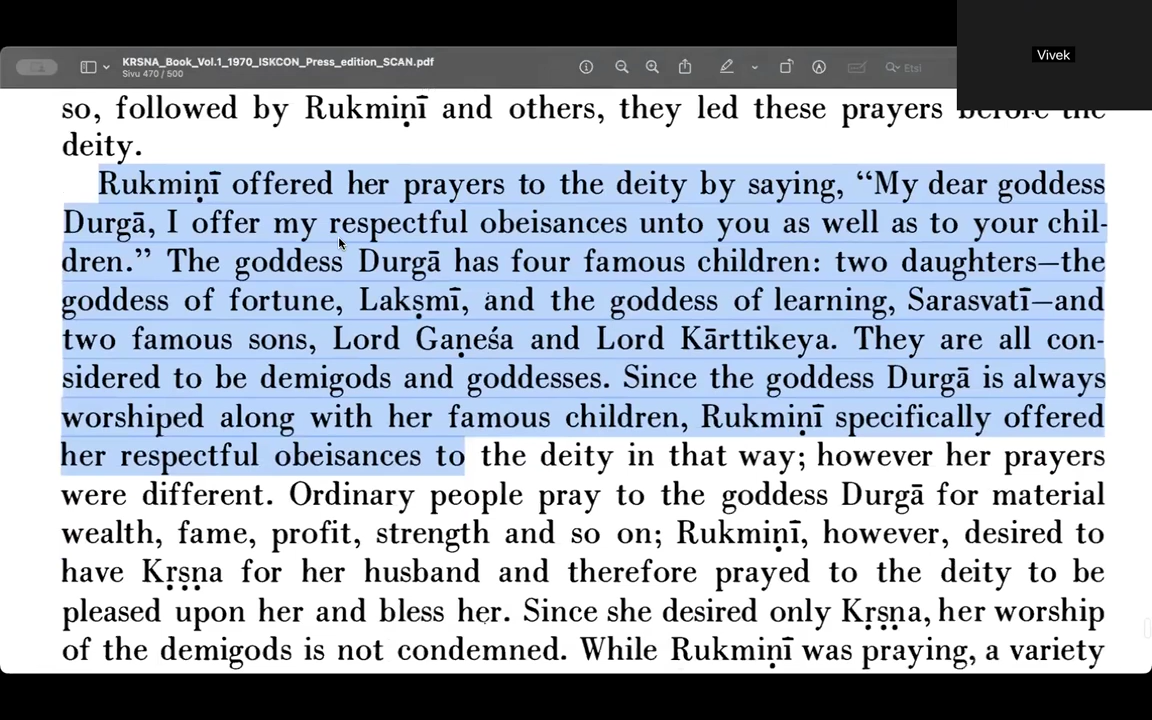 KRSNA_Book_Vol.1_1970_ISKCON_Press_edition_SCAN.pdf
Sivu 470 / 500
Etsi
Vivek
so, followed by Rukmiṇī and others, they led these prayers before the
deity.
Rukmiṇī offered her prayers to the deity by saying, “My dear goddess
Durgā, I offer my respectful obeisances unto you as well as to your chil-
dren.” The goddess Durgā has four famous children: two daughters—the
goddess of fortune, Lakṣmī, and the goddess of learning, Sarasvatī—and
two famous sons, Lord Gaṇeśa and Lord Kārttikeya. They are all con-
sidered to be demigods and goddesses. Since the goddess Durgā is always
worshiped along with her famous children, Rukmiṇī specifically offered
her respectful obeisances to the deity in that way; however her prayers
were different. Ordinary people pray to the goddess Durgā for material
wealth, fame, profit, strength and so on; Rukmiṇī, however, desired to
have Kṛṣṇa for her husband and therefore prayed to the deity to be
pleased upon her and bless her. Since she desired only Kṛṣṇa, her worship
of the demigods is not condemned. While Rukmiṇī was praying, a variety